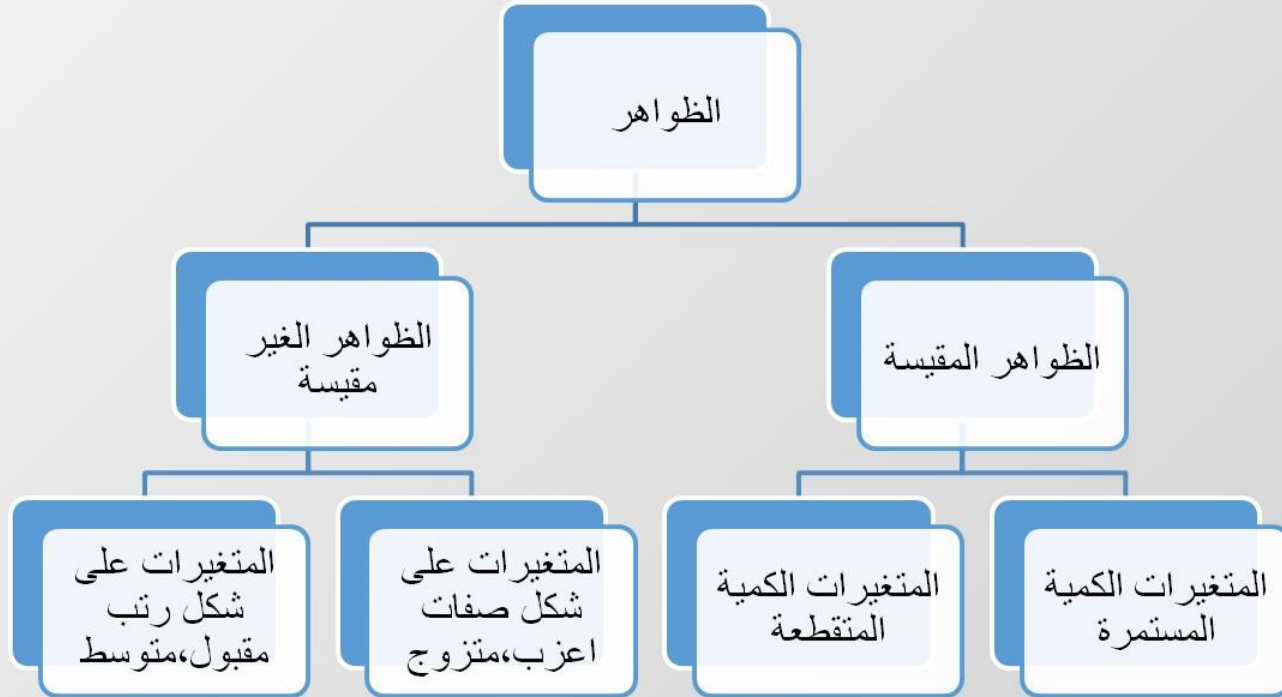 الظواهر
الظواهر المقيسة
الظواهر الغير
مقيسة
المتغيرات الكمية
المستمرة
المتغيرات الكمية
المتقطعة
المتغيرات على
شكل صفات
اعزب،متزوج
المتغيرات على
شكل رتب
مقبول،متوسط